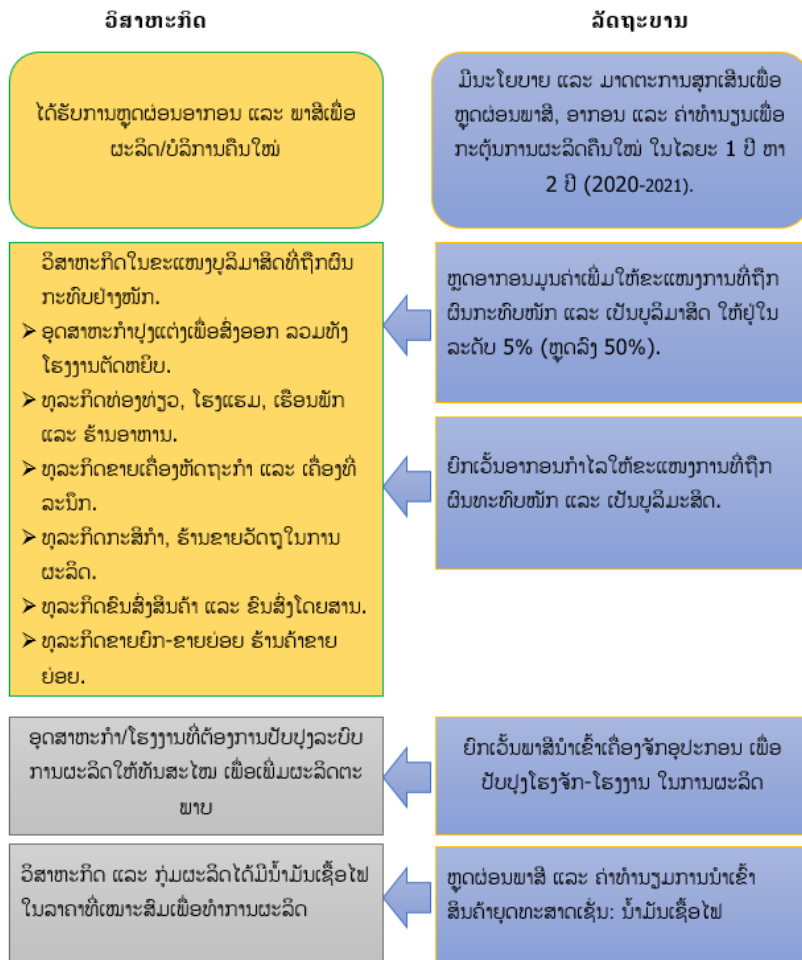 ວິສາຫະກິດ
ລັດຖະບານ
ໄດ້ຮັບການຫຼຸດຜ່ອນອາກອນ ແລະ ພາສີເພື່ອ
ຜະລິດ/ບໍລິການຄືນໃໝ່
ມີນະໂຍບາຍ ແລະ ມາດຕະການສຸກເສີນເພື່ອ
ຫຼຸດຜ່ອນພາສີ, ອາກອນ ແລະ ຄ່າທຳນຽນເພື່ອ
ກະຕຸ້ນການຜະລິດຄືນໃໝ່ ໃນໄລຍະ 1 ປີ ຫາ
2 ປີ (2020-2021).
ວິສາຫະກິດໃນຂະແໜງບຸລິມາສິດທີ່ຖືກຜົນ
ກະທົບຢ່າງໜັກ.
➢ ອຸດສາຫະກຳປຸງແຕ່ງເພື່ອສົ່ງອອກ ລວມທັງ
ໂຮງງານຕັດຫຍິບ.
➢ ທຸລະກິດທ່ອງທ່ຽວ, ໂຮງແຮມ, ເຮືອນພັກ
ແລະ ຮ້ານອາຫານ.
➢ ທຸລະກິດຂາຍເຄື່ອງຫັດຖະກຳ ແລະ ເຄື່ອງທີ່
ລະນຶກ.
➢ ທຸລະກິດກະສິກຳ, ຮ້ານຂາຍວັດຖຸໃນການ
ຜະລິດ.
➢ ທຸລະກິດຂົນສົ່ງສິນຄ້າ ແລະ ຂົນສົ່ງໂດຍສານ.
➢ ທຸລະກິດຂາຍຍົກ-ຂາຍຍ່ອຍ ຮ້ານຄ້າຂາຍ
ຍ່ອຍ.
ຫຼຸດອາກອນມູນຄ່າເພີ່ມໃຫ້ຂະແໜງການທີ່ຖືກ
ຜົນກະທົບໜັກ ແລະ ເປັນບຸລິມາສິດ ໃຫ້ຢູ່ໃນ
ລະດັບ 5% (ຫຼຸດລົງ 50%).
ຍົກເວັ້ນອາກອນກຳໄລໃຫ້ຂະແໜງການທີ່ຖືກ
ຜົນທະທົບໜັກ ແລະ ເປັນບຸລິມະສິດ.
ອຸດສາຫະກຳ/ໂຮງງານທີ່ຕ້ອງການປັບປຸງລະບົບ
ການຜະລິດໃຫ້ທັນສະໄໝ ເພື່ອເພີ່ມຜະລິດຕະ
ພາບ
ຍົກເວັ້ນພາສີນຳເຂົ້າເຄື່ອງຈັກອຸປະກອນ ເພື່ອ
ປັບປຸງໂຮງຈັກ-ໂຮງງານ ໃນການຜະລິດ
ວິສາຫະກິດ ແລະ ກຸ່ມຜະລິດໄດ້ມີນ້ຳມັນເຊື້ອໄຟ
ໃນລາຄາທີ່ເໝາະສົມເພື່ອທຳການຜະລິດ
ຫຼຸດຜ່ອນພາສີ ແລະ ຄ່າທຳນຽມການນຳເຂົ້າ
ສິນຄ້າຍຸດທະສາດເຊັ່ນ: ນ້ຳມັນເຊື້ອໄຟ